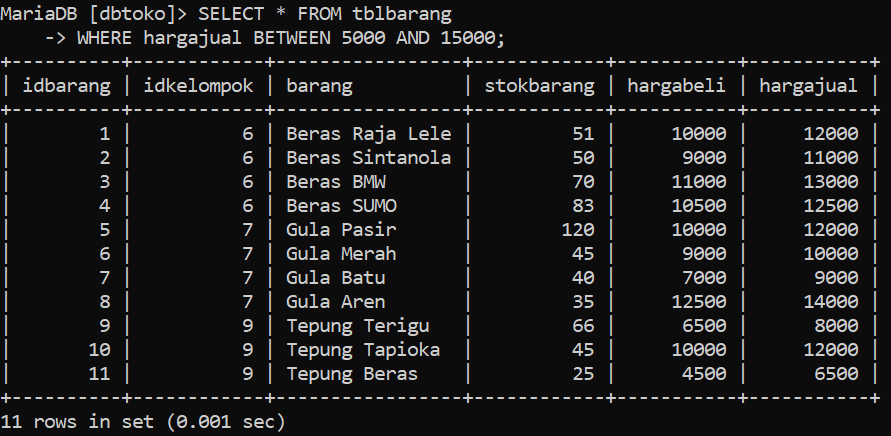 MariaDB [dbtoko]> SELECT * FROM tblbarang
    -> WHERE hargajual BETWEEN 5000 AND 15000;
+----------+------------+----------------+------------+-----------+-----------+
| idbarang | idkelompok | barang         | stokbarang | hargabeli | hargajual |
+----------+------------+----------------+------------+-----------+-----------+
|        1 |          6 | Beras Raja Lele |         51 |     10000 |     12000 |
|        2 |          6 | Beras Sintanola |         50 |      9000 |     11000 |
|        3 |          6 | Beras BMW       |         70 |     11000 |     13000 |
|        4 |          6 | Beras SUMO      |         83 |     10500 |     12500 |
|        5 |          7 | Gula Pasir      |        120 |     10000 |     12000 |
|        6 |          7 | Gula Merah      |         45 |      9000 |     10000 |
|        7 |          7 | Gula Batu       |         40 |      7000 |      9000 |
|        8 |          7 | Gula Aren       |         35 |     12500 |     14000 |
|        9 |          9 | Tepung Terigu   |         66 |      6500 |      8000 |
|       10 |          9 | Tepung Tapioka  |         45 |     10000 |     12000 |
|       11 |          9 | Tepung Beras    |         25 |      4500 |      6500 |
+----------+------------+-----------------+------------+-----------+-----------+
11 rows in set (0.001 sec)